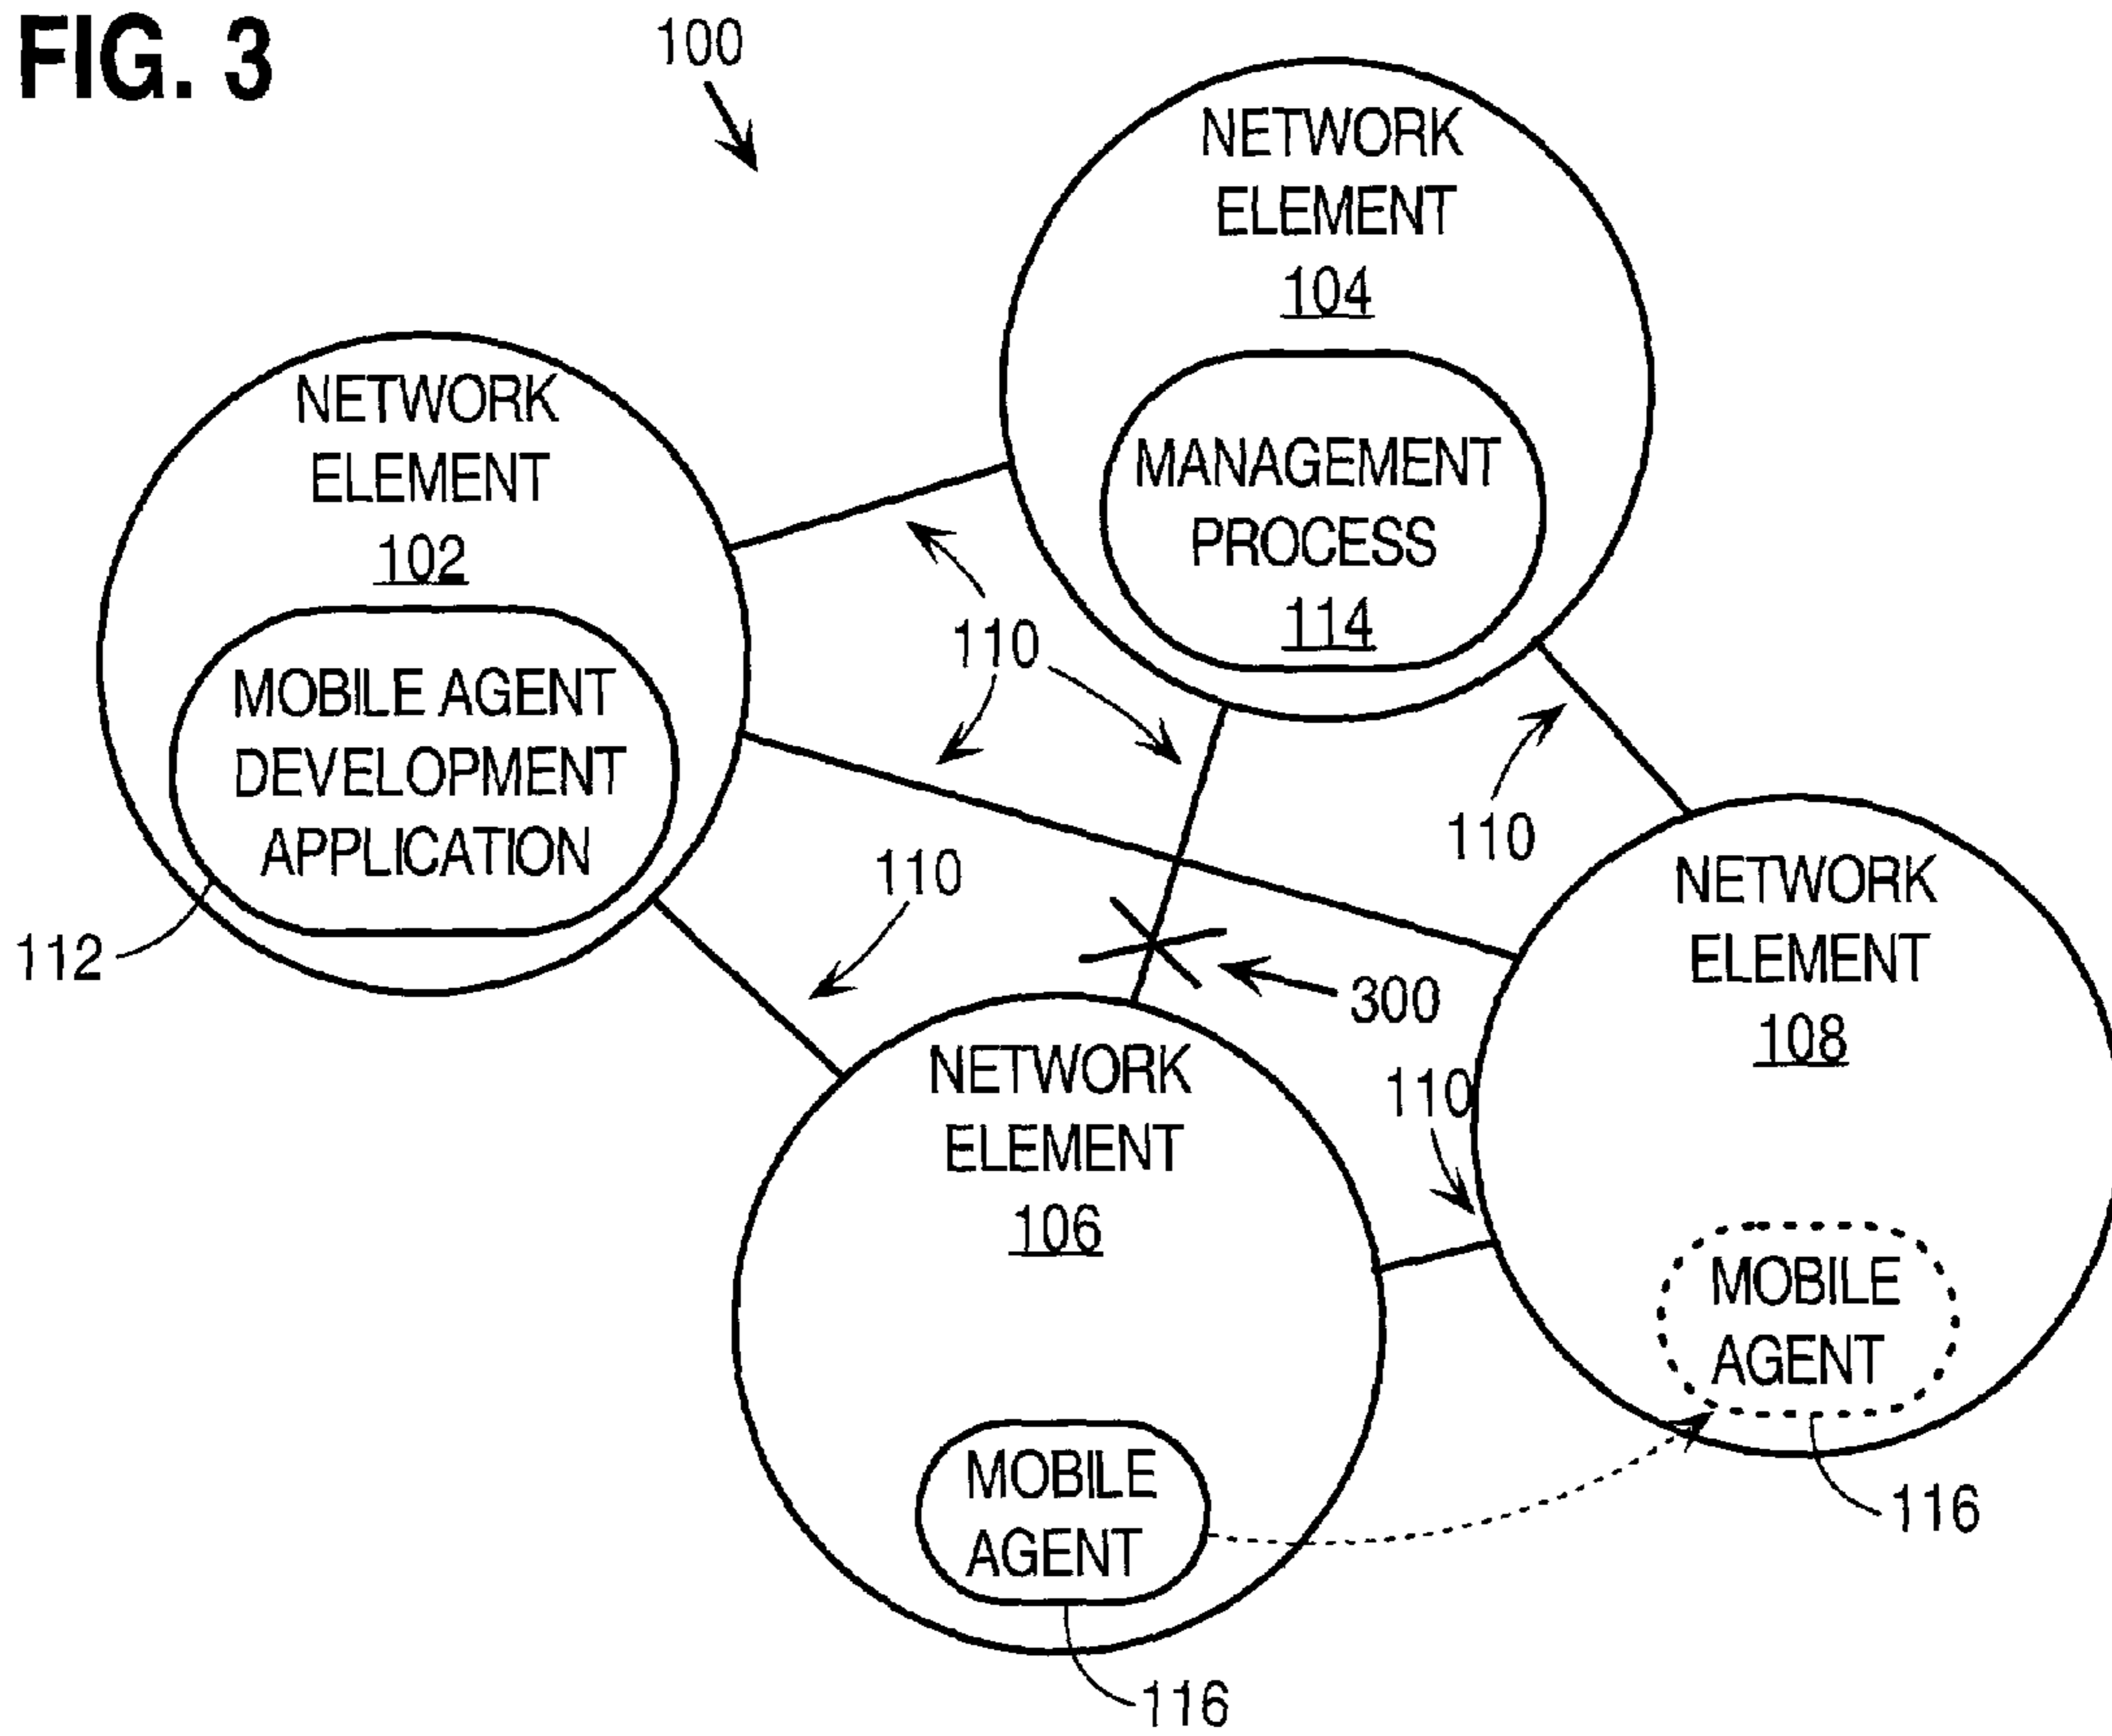 FIG. 3
100
NETWORK
ELEMENT
104
MANAGEMENT
PROCESS
114
NETWORK
ELEMENT
102
MOBILE AGENT
DEVELOPMENT
APPLICATION
112
110
110
110
300
110
NETWORK
ELEMENT
108
MOBILE
AGENT
116
NETWORK
ELEMENT
106
MOBILE
AGENT
116